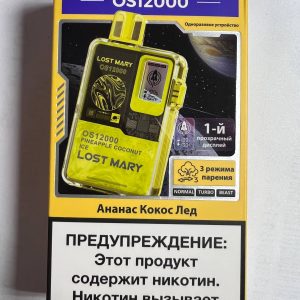 OS12000
Одноразовое устройство
LOST MARY
OS12000
1-й
прозрачный
дисплей
OS12000
PINEAPPLE COCONUT
ICE
LOST MARY
3 режима
парения
NORMAL TURBO BEAST
Ананас Кокос Лед
ПРЕДУПРЕЖДЕНИЕ:
Этот продукт
содержит никотин.
Никотин вызывает